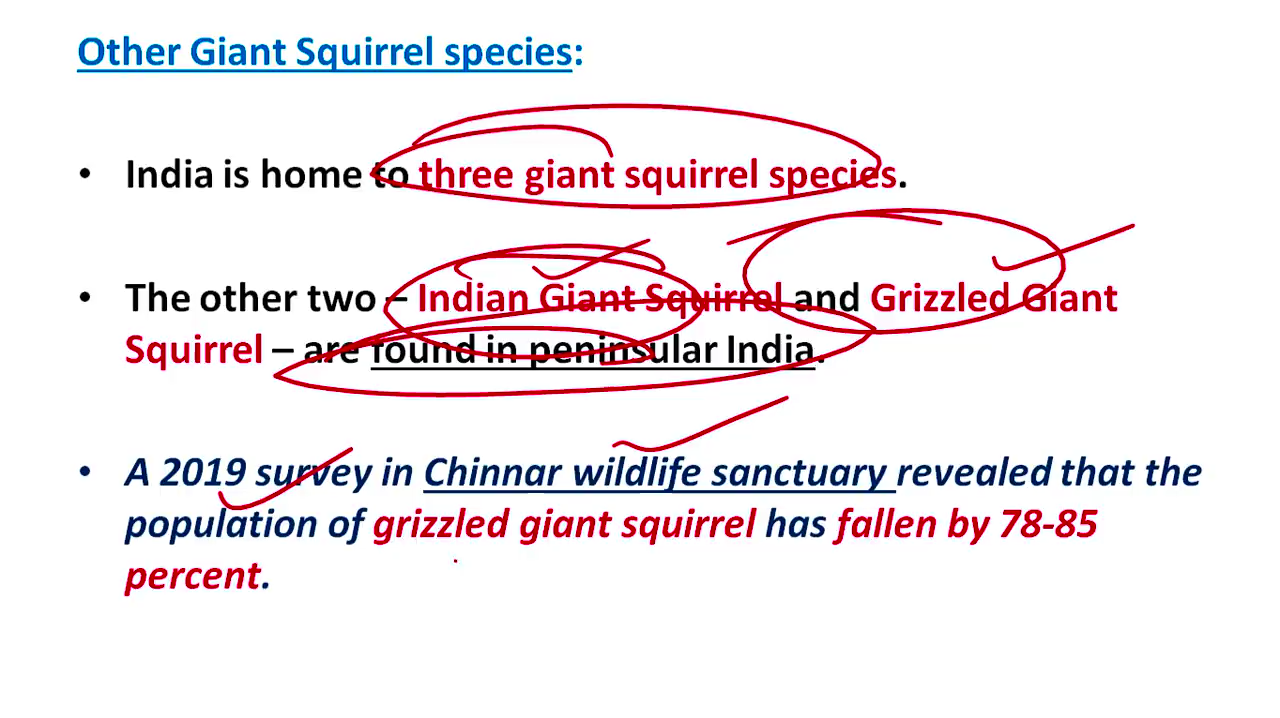 Other Giant Squirrel species:
• India is home to three giant squirrel species.
• The other two – Indian Giant Squirrel and Grizzled Giant
Squirrel – are found in peninsular India.
• A 2019 survey in Chinnar wildlife sanctuary revealed that the
population of grizzled giant squirrel has fallen by 78-85
percent.